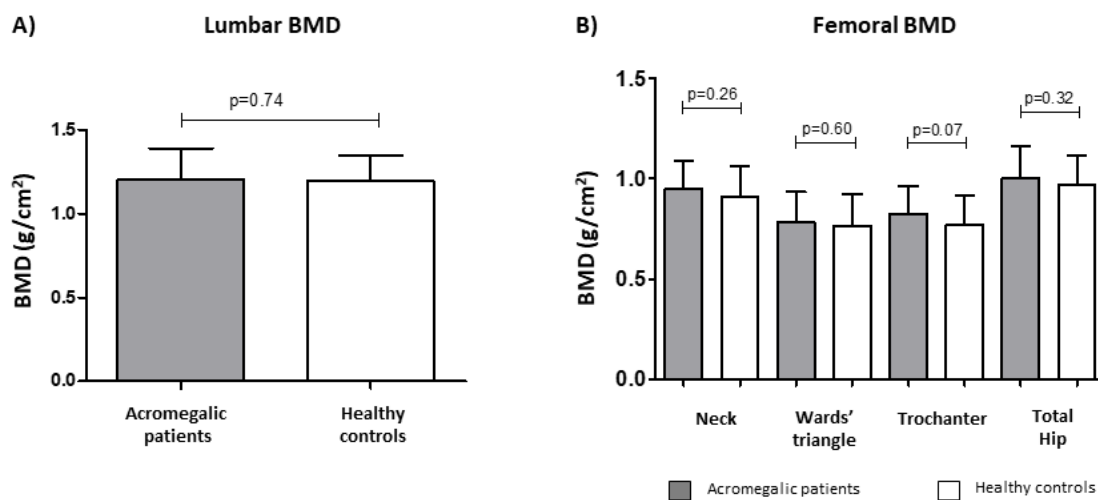 A)
Lumbar BMD
p=0.74
BMD (g/cm²)
1.5
1.0
0.5
0.0
Acromegalic
patients
Healthy
controls
B)
Femoral BMD
p=0.26
p=0.60
p=0.07
p=0.32
BMD (g/cm²)
1.5
1.0
0.5
0.0
Neck
Wards'
triangle
Trochanter
Total
Hip
Acromegalic patients
Healthy controls